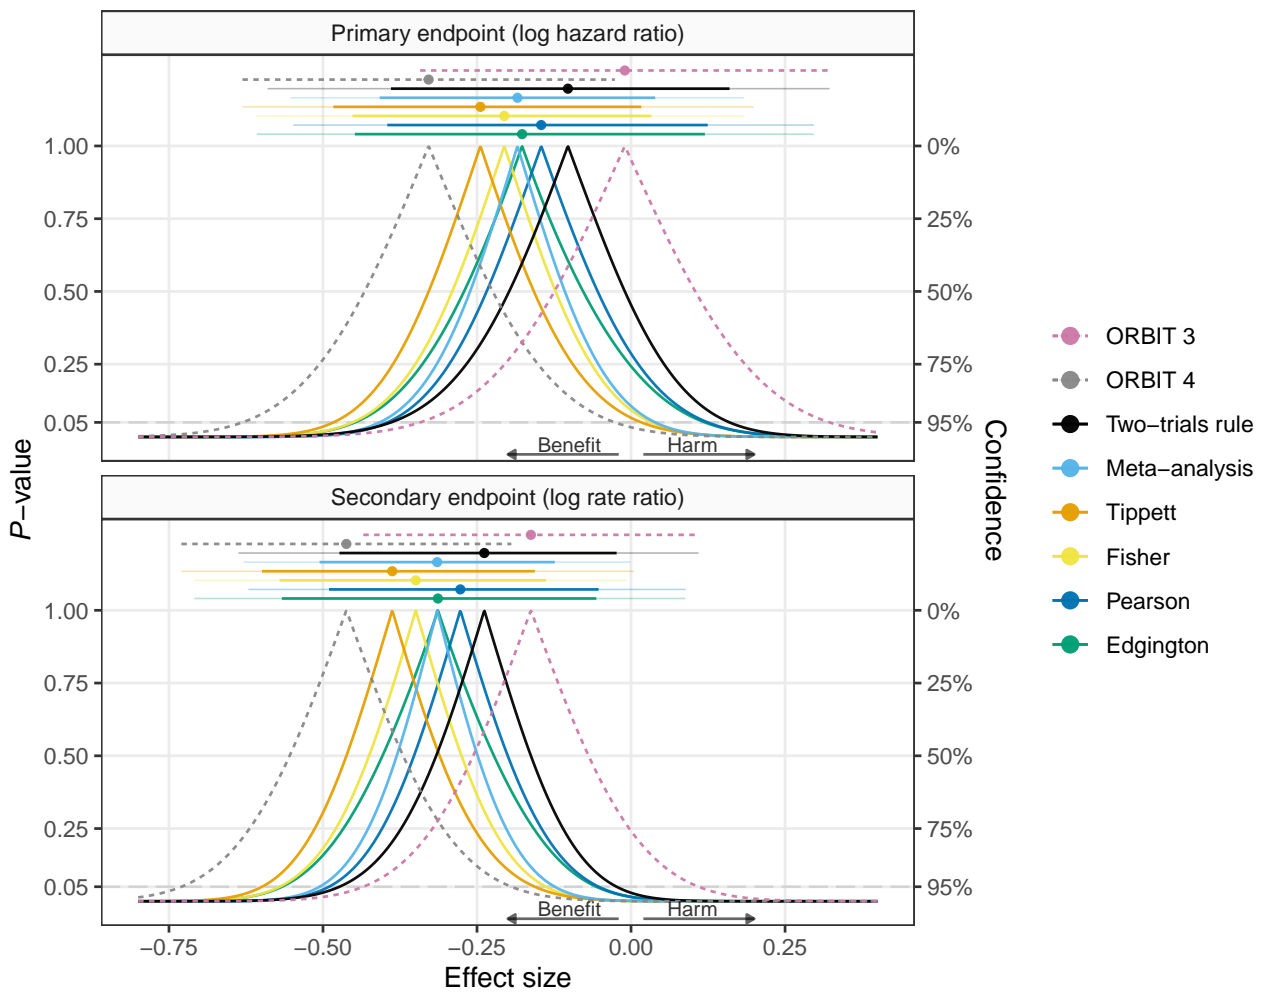 Primary endpoint (log hazard ratio)
1.00
0.75
0.50
0.25
0.05
0%
25%
50%
75%
95%
Benefit
Harm
Secondary endpoint (log rate ratio)
1.00
0.75
0.50
0.25
0.05
0%
25%
50%
75%
95%
Benefit
Harm
−0.75
−0.50
−0.25
0.00
0.25
Effect size
P−value
Confidence
ORBIT 3
ORBIT 4
Two−trials rule
Meta−analysis
Tippett
Fisher
Pearson
Edgington